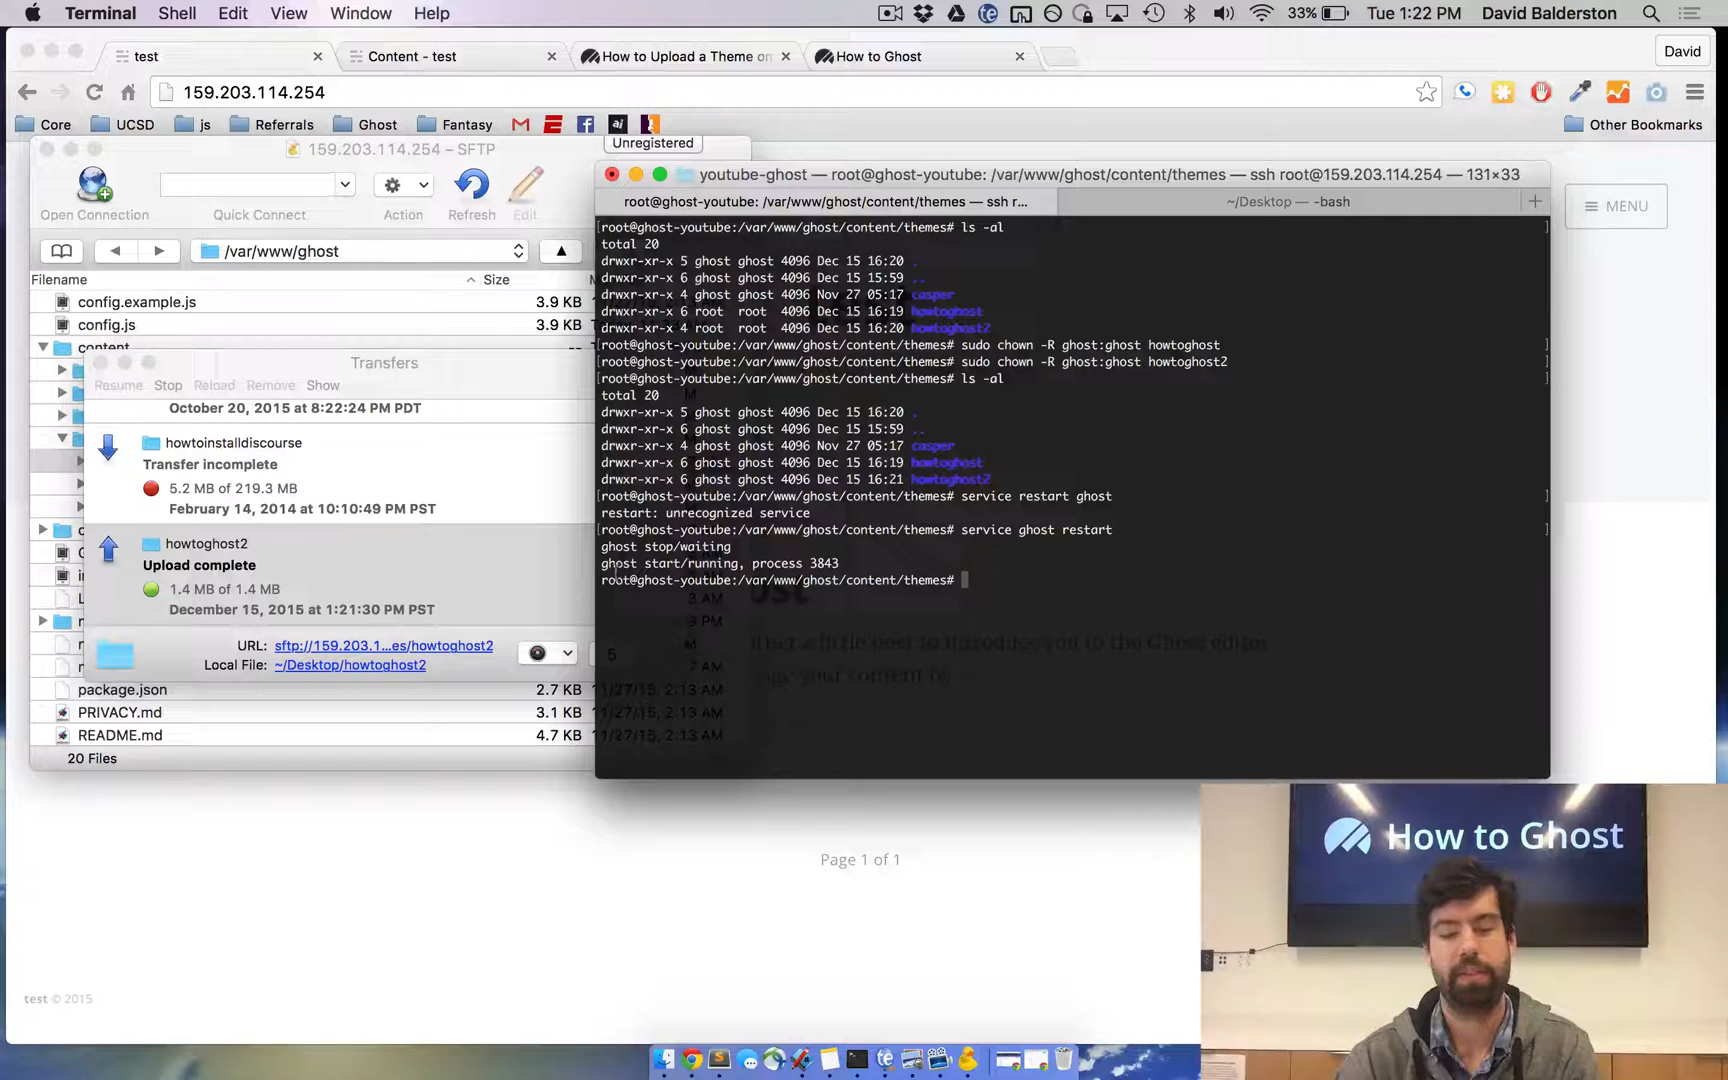 Terminal Shell Edit View Window Help 33% Tue 1:22 PM David Balderston
test Content - test How to Upload a Theme on How to Ghost David
159.203.114.254
Core UCSD js Referrals Ghost Fantasy Other Bookmarks
159.203.114.254 – SFTP Unregistered
Open Connection Quick Connect Action Refresh Edit
/var/www/ghost
Filename Size
config.example.js 3.9 KB
config.js 3.9 KB
content --
Transfers
Resume Stop Reload Remove Show
October 20, 2015 at 8:22:24 PM PDT
howtoinstalldiscourse
Transfer incomplete
5.2 MB of 219.3 MB
February 14, 2014 at 10:10:49 PM PST
howtoghost2
Upload complete
1.4 MB of 1.4 MB
December 15, 2015 at 1:21:30 PM PST
URL: sftp://159.203.1...es/howtoghost2
Local File: ~/Desktop/howtoghost2
package.json 2.7 KB 11/27/15, 2:13 AM
PRIVACY.md 3.1 KB 11/27/15, 2:13 AM
README.md 4.7 KB 11/27/15, 2:13 AM
20 Files
youtube-ghost — root@ghost-youtube: /var/www/ghost/content/themes — ssh root@159.203.114.254 — 131×33
root@ghost-youtube: /var/www/ghost/content/themes — ssh r... ~/Desktop — -bash
root@ghost-youtube:/var/www/ghost/content/themes# ls -al
total 20
drwxr-xr-x 5 ghost ghost 4096 Dec 15 16:20 .
drwxr-xr-x 6 ghost ghost 4096 Dec 15 15:59 ..
drwxr-xr-x 4 ghost ghost 4096 Nov 27 05:17 casper
drwxr-xr-x 6 root root 4096 Dec 15 16:19 howtoghost
drwxr-xr-x 4 root root 4096 Dec 15 16:20 howtoghost2
root@ghost-youtube:/var/www/ghost/content/themes# sudo chown -R ghost:ghost howtoghost
root@ghost-youtube:/var/www/ghost/content/themes# sudo chown -R ghost:ghost howtoghost2
root@ghost-youtube:/var/www/ghost/content/themes# ls -al
total 20
drwxr-xr-x 5 ghost ghost 4096 Dec 15 16:20 .
drwxr-xr-x 6 ghost ghost 4096 Dec 15 15:59 ..
drwxr-xr-x 4 ghost ghost 4096 Nov 27 05:17 casper
drwxr-xr-x 6 ghost ghost 4096 Dec 15 16:19 howtoghost
drwxr-xr-x 6 ghost ghost 4096 Dec 15 16:21 howtoghost2
root@ghost-youtube:/var/www/ghost/content/themes# service restart ghost
restart: unrecognized service
root@ghost-youtube:/var/www/ghost/content/themes# service ghost restart
ghost stop/waiting
ghost start/running, process 3843
root@ghost-youtube:/var/www/ghost/content/themes#
MENU
Page 1 of 1
test © 2015
How to Ghost